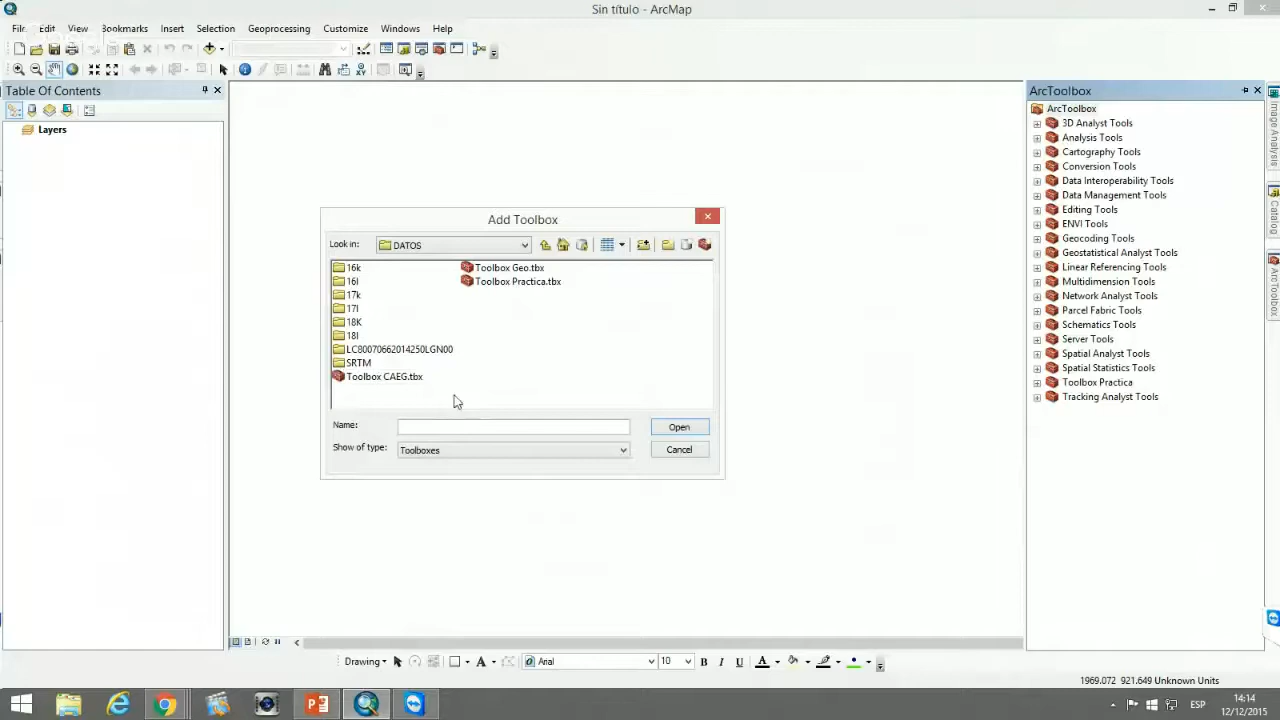 Sin título - ArcMap
File Edit View Bookmarks Insert Selection Geoprocessing Customize Windows Help
Table Of Contents
Layers
Add Toolbox
Look in: DATOS
16k
16l
17k
17l
18K
18l
LC80070662014250LGN00
SRTM
Toolbox CAEG.tbx
Toolbox Geo.tbx
Toolbox Practica.tbx
Name:
Open
Show of type: Toolboxes
Cancel
ArcToolbox
ArcToolbox
3D Analyst Tools
Analysis Tools
Cartography Tools
Conversion Tools
Data Interoperability Tools
Data Management Tools
Editing Tools
ENVI Tools
Geocoding Tools
Geostatistical Analyst Tools
Linear Referencing Tools
Multidimension Tools
Network Analyst Tools
Parcel Fabric Tools
Schematics Tools
Server Tools
Spatial Analyst Tools
Spatial Statistics Tools
Toolbox Practica
Tracking Analyst Tools
Image Analysis
Catalog
ArcToolbox
Drawing Arial 10 B I U A
1969.072 921.649 Unknown Units
ESP
14:14
12/12/2015